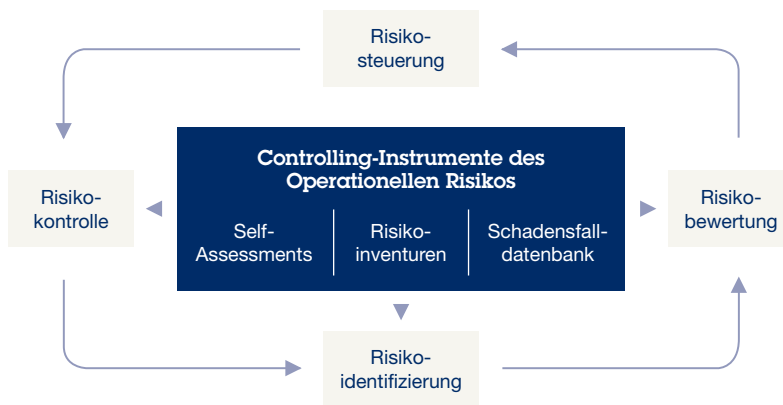 Risiko-
steuerung
Controlling-Instrumente des
Operationellen Risikos
Risiko-
kontrolle
Self-
Assessments
Risiko-
inventuren
Schadensfall-
datenbank
Risiko-
bewertung
Risiko-
identifizierung